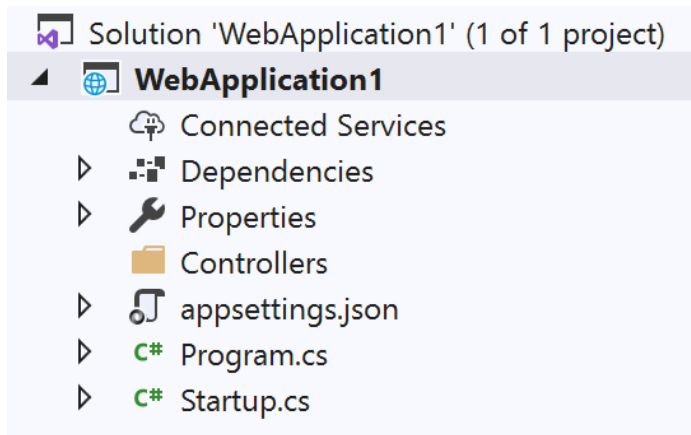 Solution 'WebApplication1' (1 of 1 project)
WebApplication1
Connected Services
Dependencies
Properties
Controllers
appsettings.json
C# Program.cs
C# Startup.cs